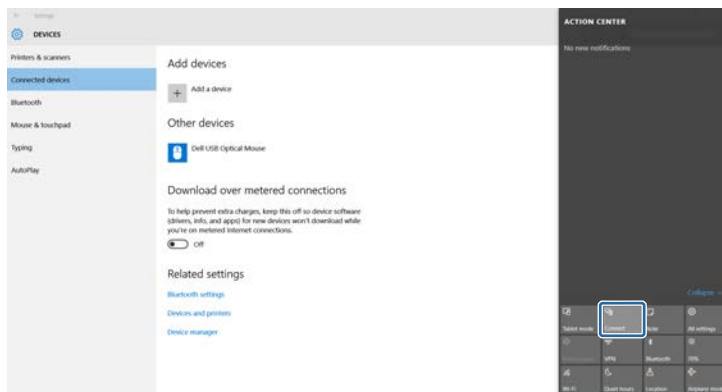 Settings
DEVICES
Printers & scanners
Connected devices
Bluetooth
Mouse & touchpad
Typing
AutoPlay
Add devices
Add a device
Other devices
Dell USB Optical Mouse
Download over metered connections
To help prevent extra charges, keep this off so device software
(drivers, info, and apps) for new devices won't download while
you're on metered Internet connections.
Off
Related settings
Bluetooth settings
Devices and printers
Device manager
ACTION CENTER
No new notifications
Collapse
Tablet mode Connect Note All settings
VPN Bluetooth 70%
Wi-Fi Quiet hours Location Airplane mode